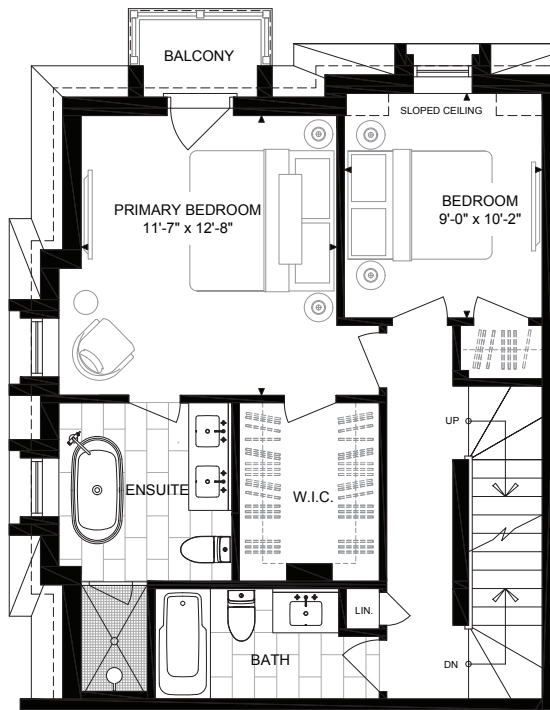 BALCONY
SLOPED CEILING
PRIMARY BEDROOM
11'-7" x 12'-8"
BEDROOM
9'-0" x 10'-2"
UP
ENSUITE
W.I.C.
LIN.
BATH
DN